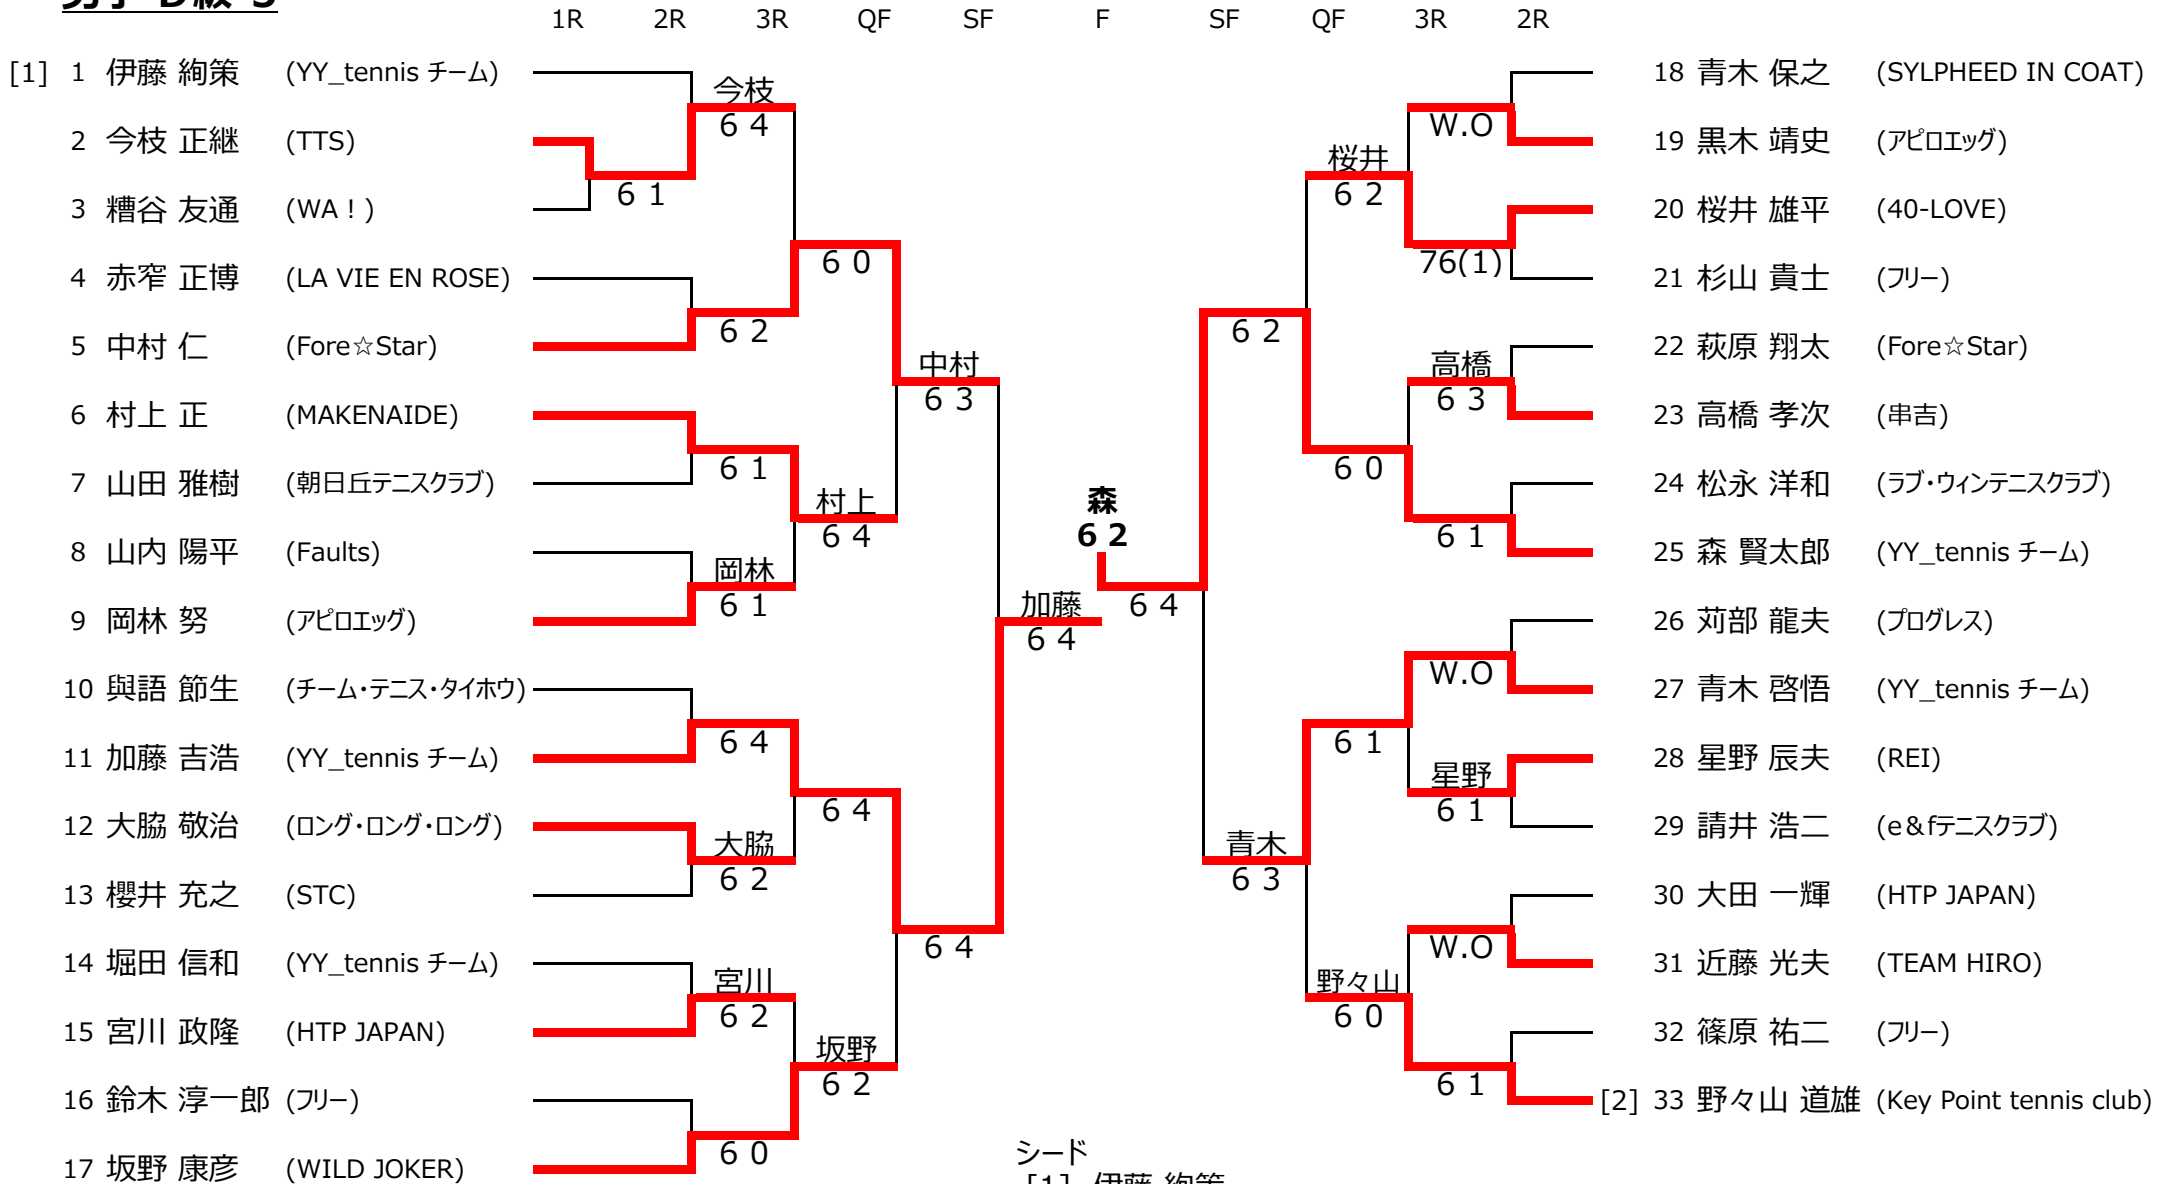 男子 D級 3
1R 2R 3R QF SF F SF QF 3R 2R
[1] 1 伊藤 絢策 (YY_tennis チーム)
2 今枝 正継 (TTS)
3 糟谷 友通 (WA！)
4 赤窄 正博 (LA VIE EN ROSE)
5 中村 仁 (Fore☆Star)
6 村上 正 (MAKENAIDE)
7 山田 雅樹 (朝日丘テニスクラブ)
8 山内 陽平 (Faults)
9 岡林 努 (アピロエッグ)
10 與語 節生 (チーム・テニス・タイホウ)
11 加藤 吉浩 (YY_tennis チーム)
12 大脇 敬治 (ロング・ロング・ロング)
13 櫻井 充之 (STC)
14 堀田 信和 (YY_tennis チーム)
15 宮川 政隆 (HTP JAPAN)
16 鈴木 淳一郎 (フリー)
17 坂野 康彦 (WILD JOKER)
6 1
今枝
6 4
6 2
6 1
岡林
6 1
6 4
大脇
6 2
宮川
6 2
6 0
6 0
村上
6 4
6 4
坂野
6 2
中村
6 3
6 4
加藤
6 4
森
6 2
6 4
6 2
青木
6 3
桜井
6 2
6 0
6 1
野々山
6 0
W.O
76(1)
高橋
6 3
6 1
W.O
星野
6 1
W.O
6 1
18 青木 保之 (SYLPHEED IN COAT)
19 黒木 靖史 (アピロエッグ)
20 桜井 雄平 (40-LOVE)
21 杉山 貴士 (フリー)
22 萩原 翔太 (Fore☆Star)
23 高橋 孝次 (串吉)
24 松永 洋和 (ラブ・ウィンテニスクラブ)
25 森 賢太郎 (YY_tennis チーム)
26 苅部 龍夫 (プログレス)
27 青木 啓悟 (YY_tennis チーム)
28 星野 辰夫 (REI)
29 請井 浩二 (e＆fテニスクラブ)
30 大田 一輝 (HTP JAPAN)
31 近藤 光夫 (TEAM HIRO)
32 篠原 祐二 (フリー)
[2] 33 野々山 道雄 (Key Point tennis club)
シード
[1] 伊藤 絢策